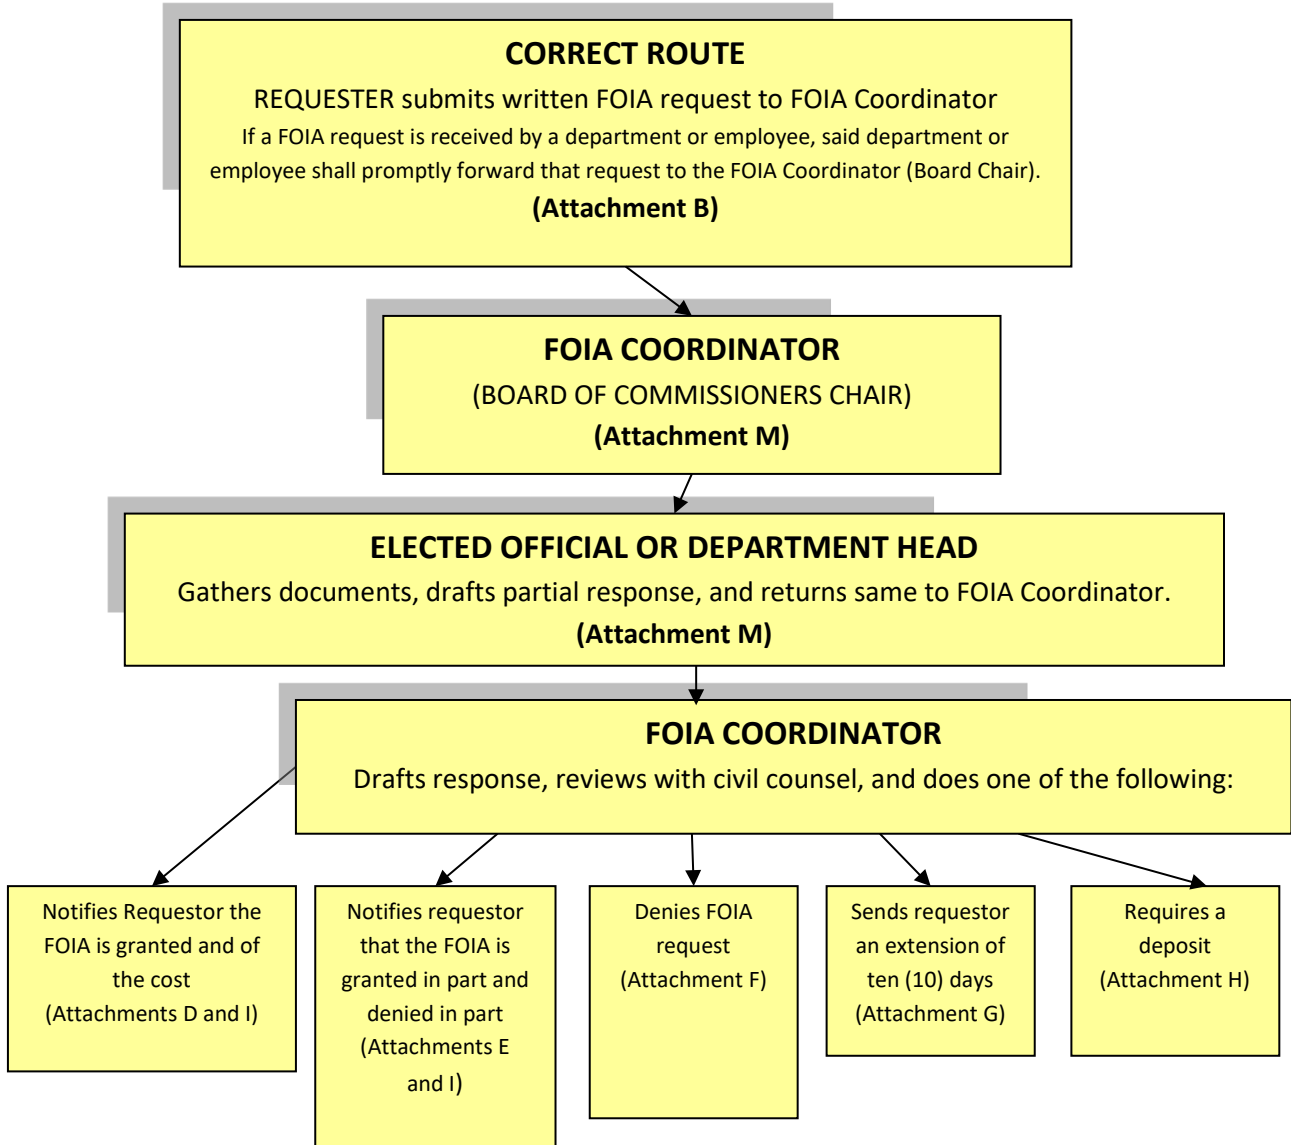 CORRECT ROUTE
REQUESTER submits written FOIA request to FOIA Coordinator
If a FOIA request is received by a department or employee, said department or
employee shall promptly forward that request to the FOIA Coordinator (Board Chair).
(Attachment B)
FOIA COORDINATOR
(BOARD OF COMMISSIONERS CHAIR)
(Attachment M)
ELECTED OFFICIAL OR DEPARTMENT HEAD
Gathers documents, drafts partial response, and returns same to FOIA Coordinator.
(Attachment M)
FOIA COORDINATOR
Drafts response, reviews with civil counsel, and does one of the following:
Notifies Requestor the
FOIA is granted and of
the cost
(Attachments D and I)
Notifies requestor
that the FOIA is
granted in part and
denied in part
(Attachments E
and I)
Denies FOIA
request
(Attachment F)
Sends requestor
an extension of
ten (10) days
(Attachment G)
Requires a
deposit
(Attachment H)